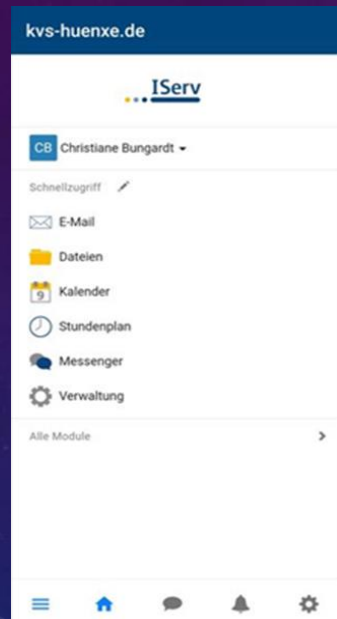 kvs-huenxe.de
IServ
CB Christiane Bungardt
Schnellzugriff
E-Mail
Dateien
9 Kalender
Stundenplan
Messenger
Verwaltung
Alle Module